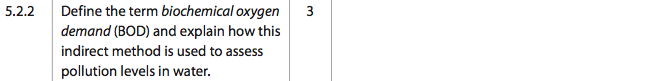 5.2.2 Define the term biochemical oxygen 3
demand (BOD) and explain how this
indirect method is used to assess
pollution levels in water.